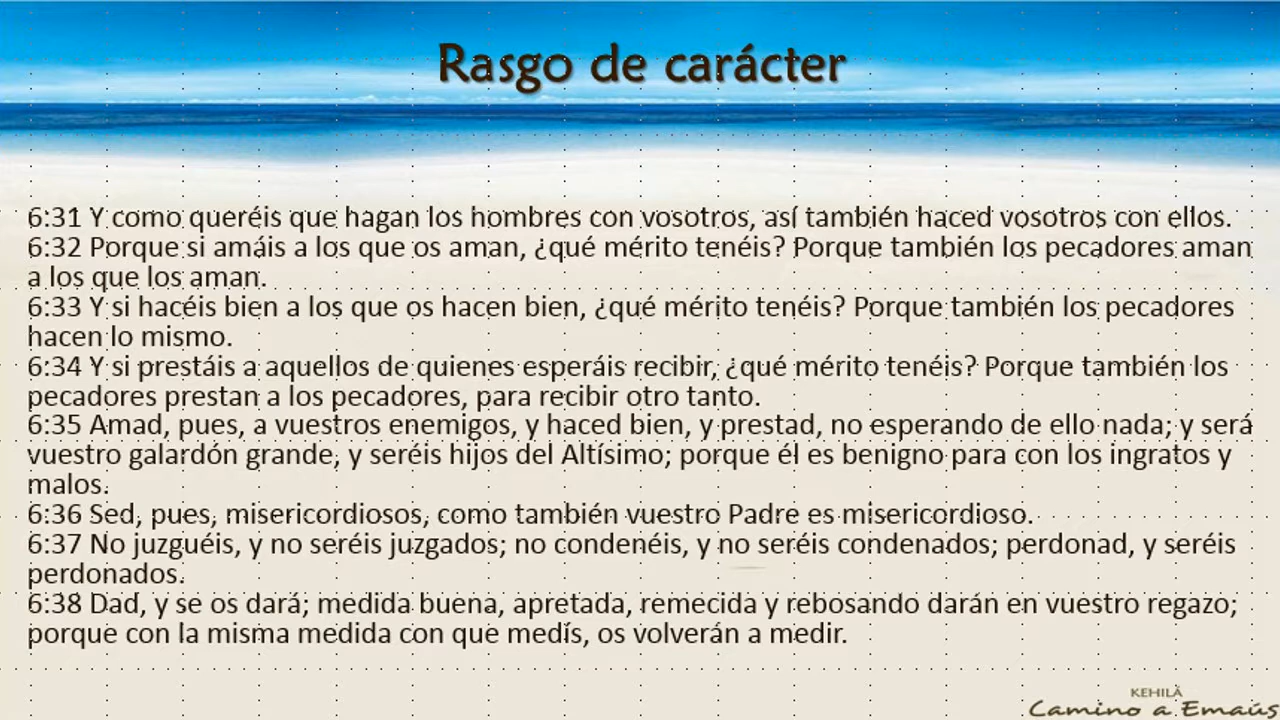 Rasgo de carácter
6:31 Y como queréis que hagan los hombres con vosotros, así también haced vosotros con ellos.
6:32 Porque si amáis a los que os aman, ¿qué mérito tenéis? Porque también los pecadores aman
a los que los aman.
6:33 Y si hacéis bien a los que os hacen bien, ¿qué mérito tenéis? Porque también los pecadores
hacen lo mismo.
6:34 Y si prestáis a aquellos de quienes esperáis recibir, ¿qué mérito tenéis? Porque también los
pecadores prestan a los pecadores, para recibir otro tanto.
6:35 Amad, pues, a vuestros enemigos, y haced bien, y prestad, no esperando de ello nada; y será
vuestro galardón grande, y seréis hijos del Altísimo; porque él es benigno para con los ingratos y
malos.
6:36 Sed, pues, misericordiosos, como también vuestro Padre es misericordioso.
6:37 No juzguéis, y no seréis juzgados; no condenéis, y no seréis condenados; perdonad, y seréis
perdonados.
6:38 Dad, y se os dará; medida buena, apretada, remecida y rebosando darán en vuestro regazo;
porque con la misma medida con que medís, os volverán a medir.
KEHILÀ
Camino a Emaús